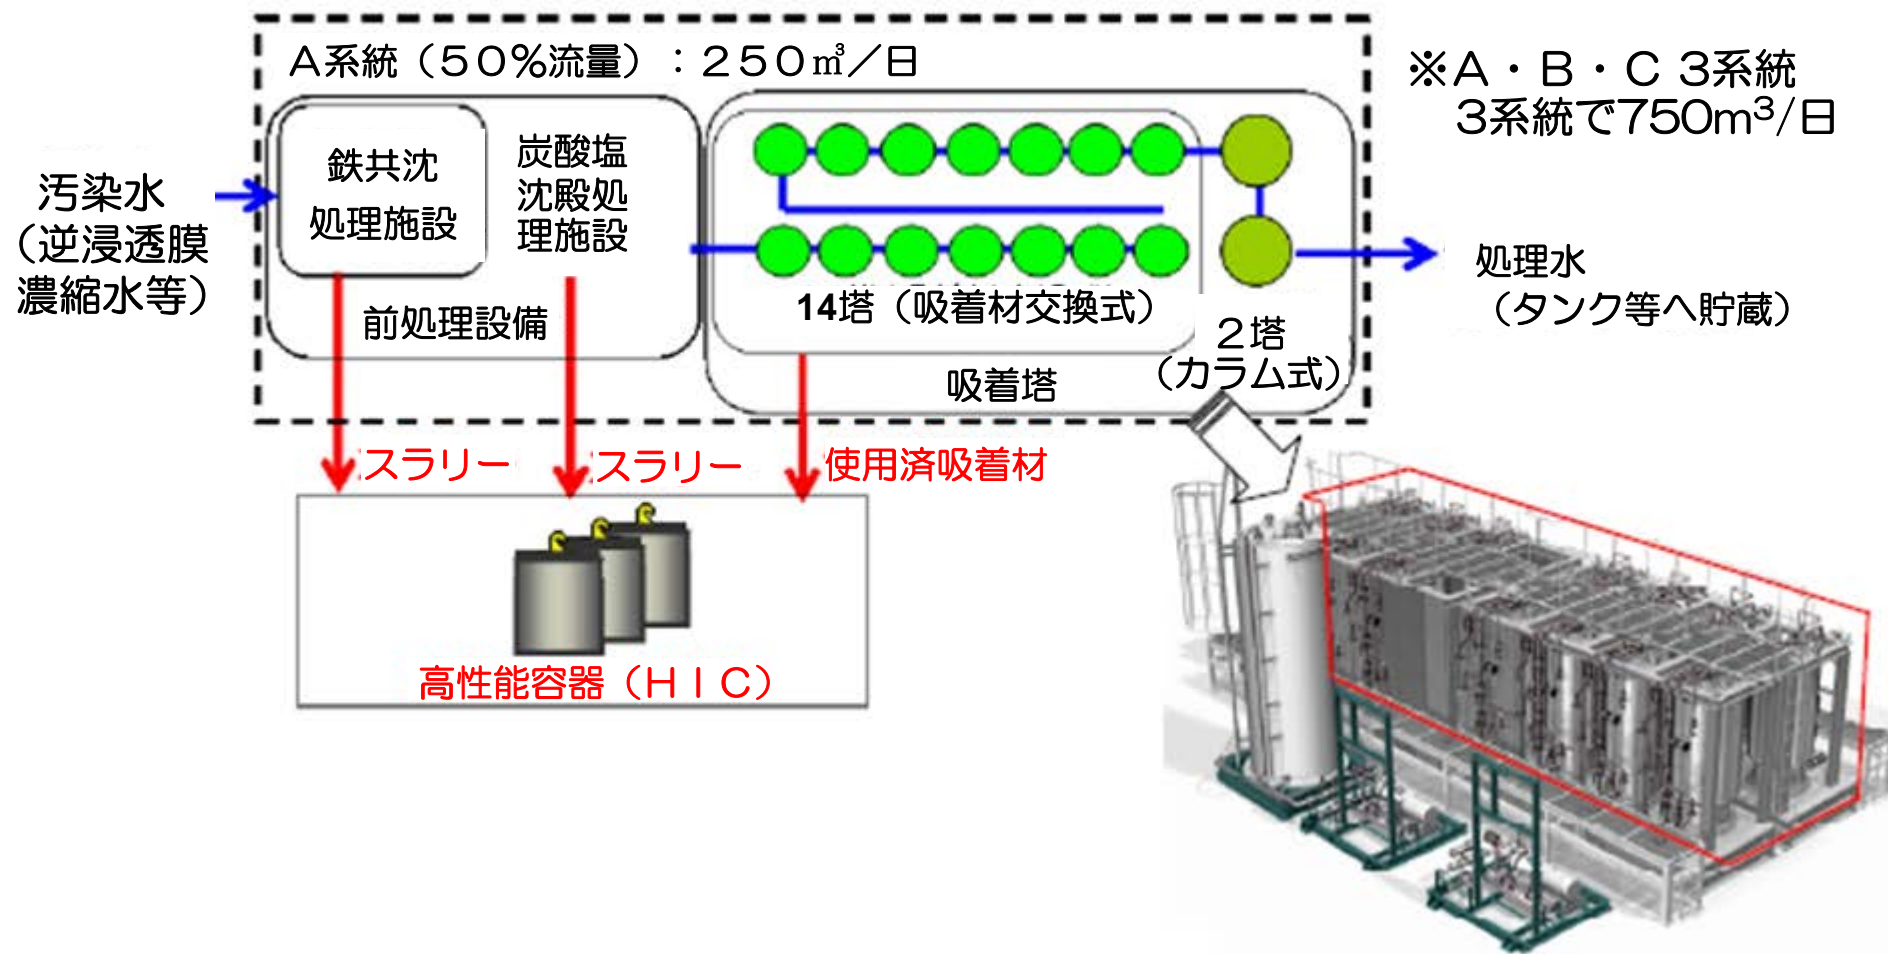 A系統（５０％流量）：２５０㎥／日
※A・B・C 3系統
3系統で750m³/日
汚染水
（逆浸透膜
濃縮水等）
鉄共沈
処理施設
炭酸塩
沈殿処
理施設
前処理設備
14塔（吸着材交換式）
２塔
（カラム式）
吸着塔
処理水
（タンク等へ貯蔵）
スラリー
スラリー
使用済吸着材
高性能容器（ＨＩＣ）